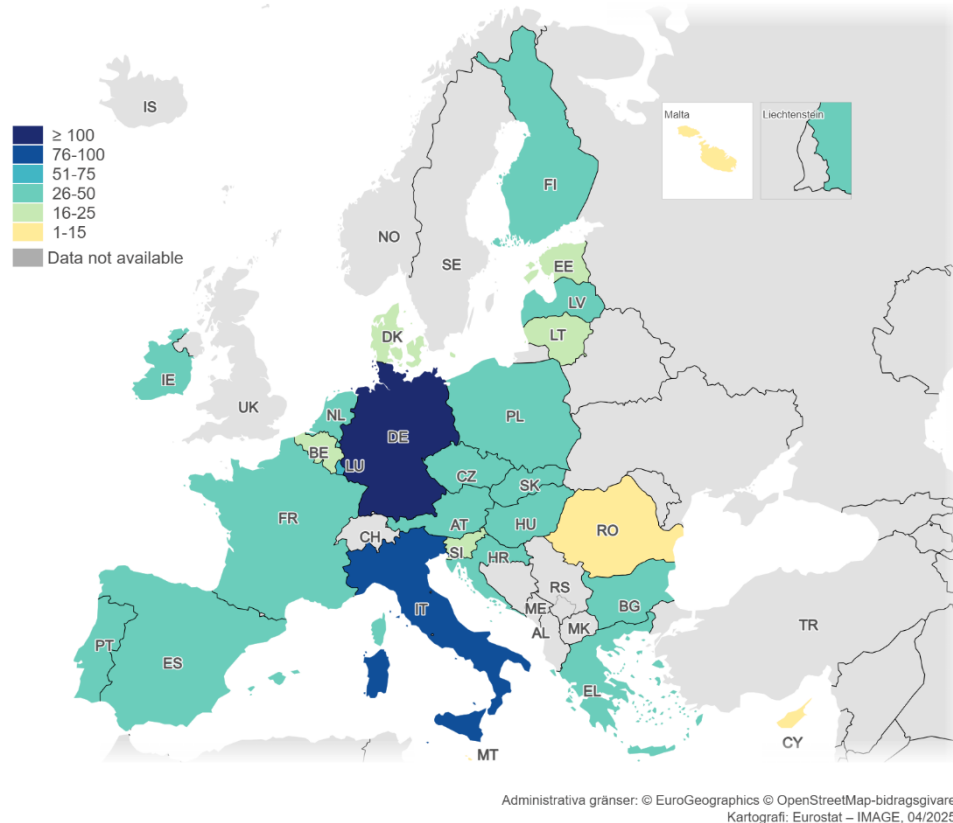 IS
Malta
Liechtenstein
≥ 100
76-100
51-75
26-50
16-25
1-15
Data not available
FI
NO
SE
EE
LV
LT
DK
IE
UK
NL
PL
DE
BE
LU
CZ
SK
FR
AT
HU
RO
CH
SI
HR
RS
IT
ME
BG
MK
AL
TR
PT
ES
EL
CY
MT
Administrativa gränser: © EuroGeographics © OpenStreetMap-bidragsgivare
Kartografi: Eurostat – IMAGE, 04/2025